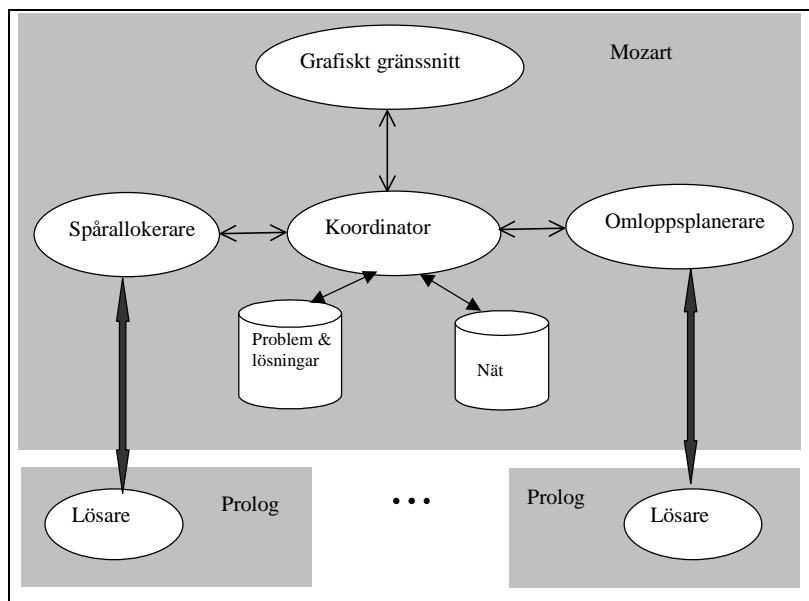 Grafiskt gränssnitt
Mozart
Spårallokerare
Koordinator
Omloppsplanerare
Problem &
lösningar
Nät
Lösare
Prolog
...
Prolog
Lösare